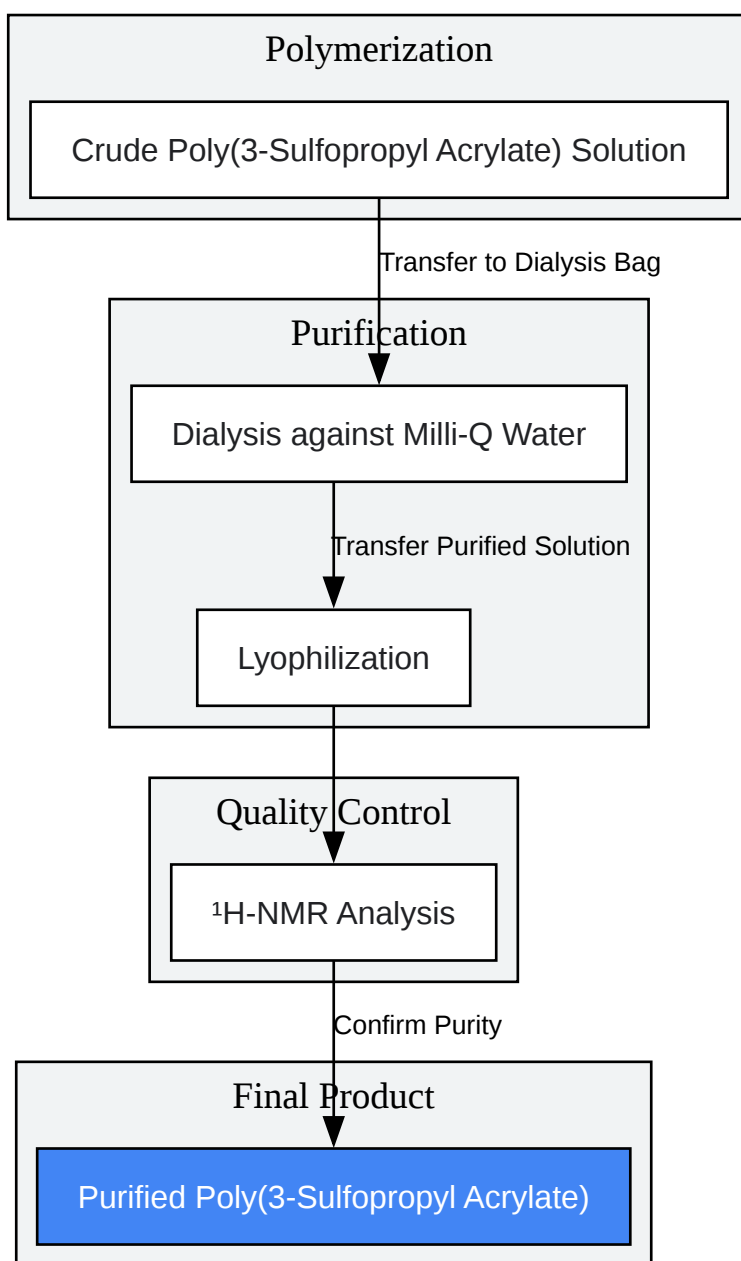 Polymerization
Crude Poly(3-Sulfopropyl Acrylate) Solution
Transfer to Dialysis Bag
Purification
Dialysis against Milli-Q Water
Transfer Purified Solution
Lyophilization
Quality Control
¹H-NMR Analysis
Confirm Purity
Final Product
Purified Poly(3-Sulfopropyl Acrylate)